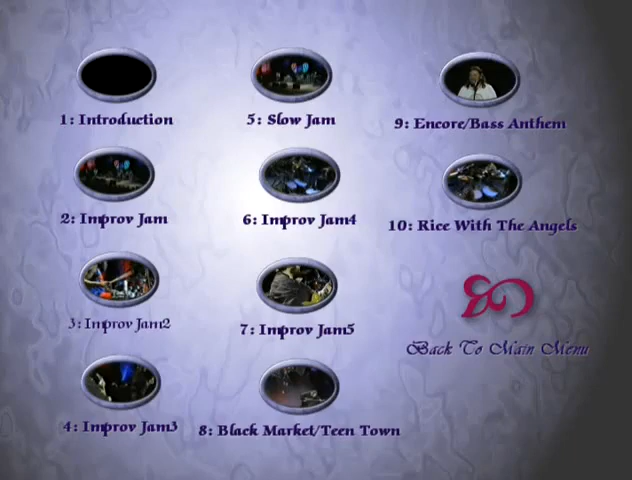 1: Introduction
2: Improv Jam
3: Improv Jam2
4: Improv Jam3
5: Slow Jam
6: Improv Jam4
7: Improv Jam5
8: Black Market/Teen Town
9: Encore/Bass Anthem
10: Rice With The Angels
Back To Main Menu